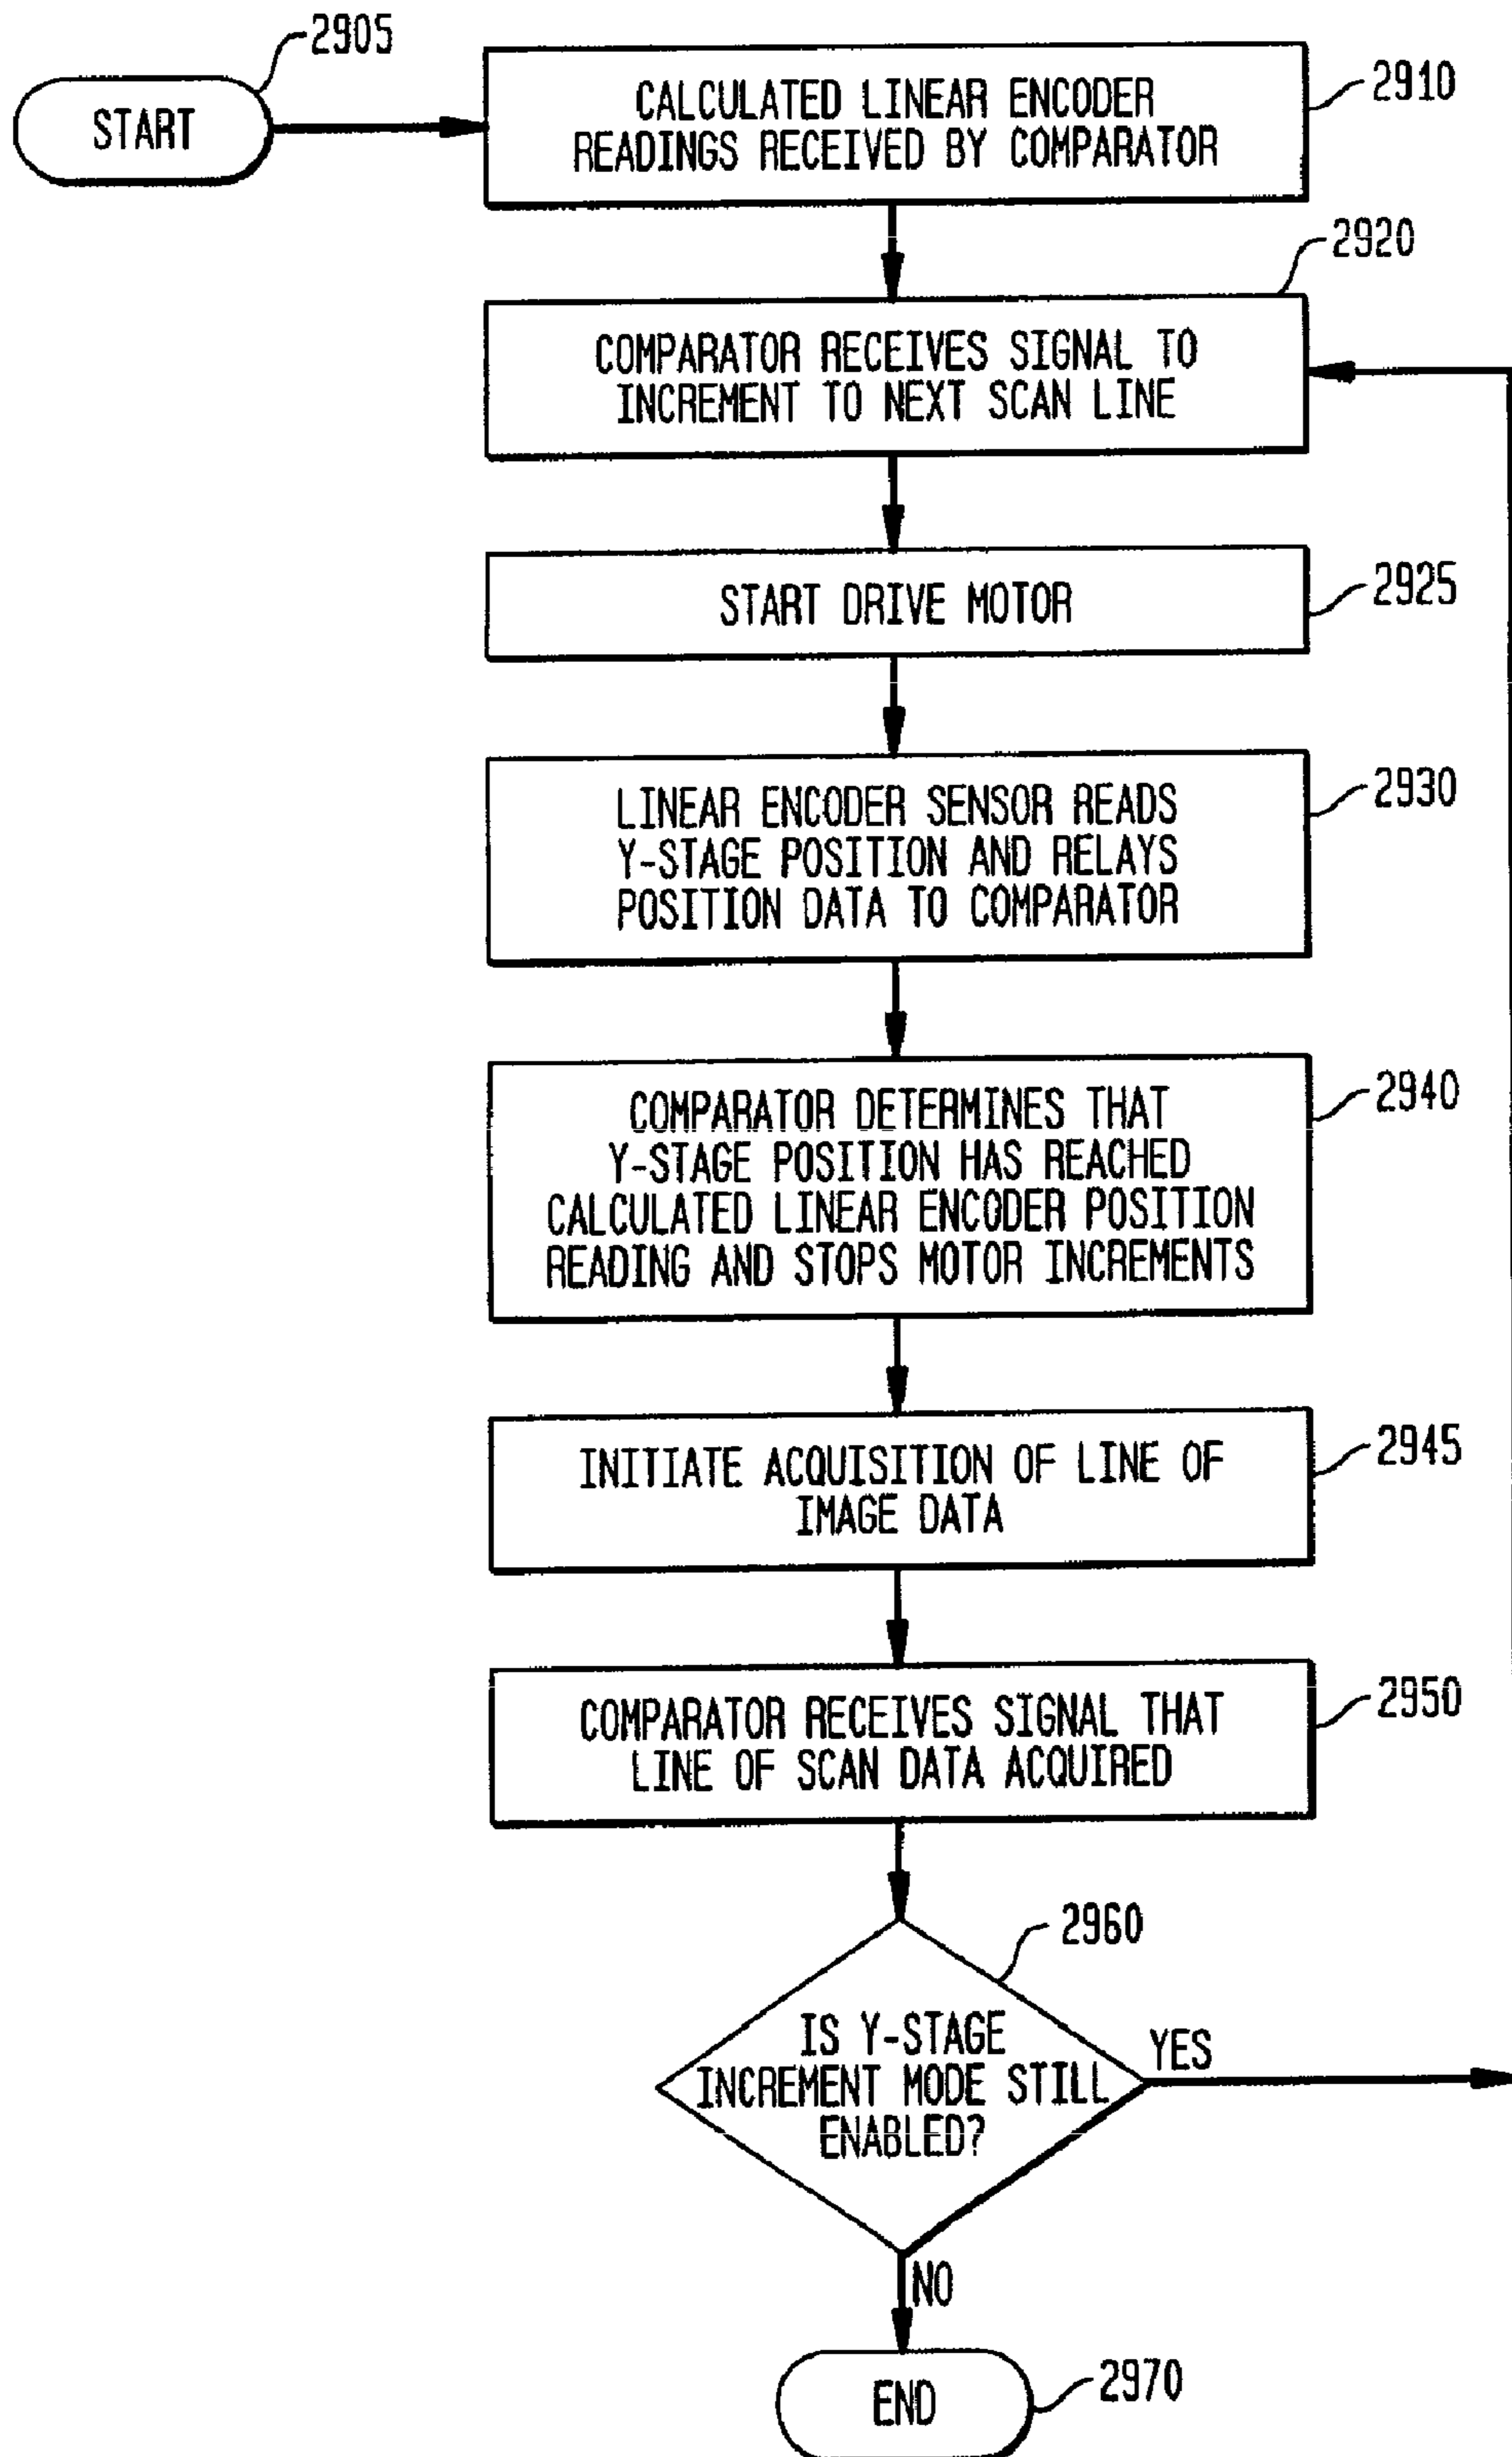 2905
START
CALCULATED LINEAR ENCODER
READINGS RECEIVED BY COMPARATOR
2910
2920
COMPARATOR RECEIVES SIGNAL TO
INCREMENT TO NEXT SCAN LINE
START DRIVE MOTOR
2925
LINEAR ENCODER SENSOR READS
Y-STAGE POSITION AND RELAYS
POSITION DATA TO COMPARATOR
2930
COMPARATOR DETERMINES THAT
Y-STAGE POSITION HAS REACHED
CALCULATED LINEAR ENCODER POSITION
READING AND STOPS MOTOR INCREMENTS
2940
INITIATE ACQUISITION OF LINE OF
IMAGE DATA
2945
COMPARATOR RECEIVES SIGNAL THAT
LINE OF SCAN DATA ACQUIRED
2950
2960
IS Y-STAGE
INCREMENT MODE STILL
ENABLED?
YES
NO
END
2970